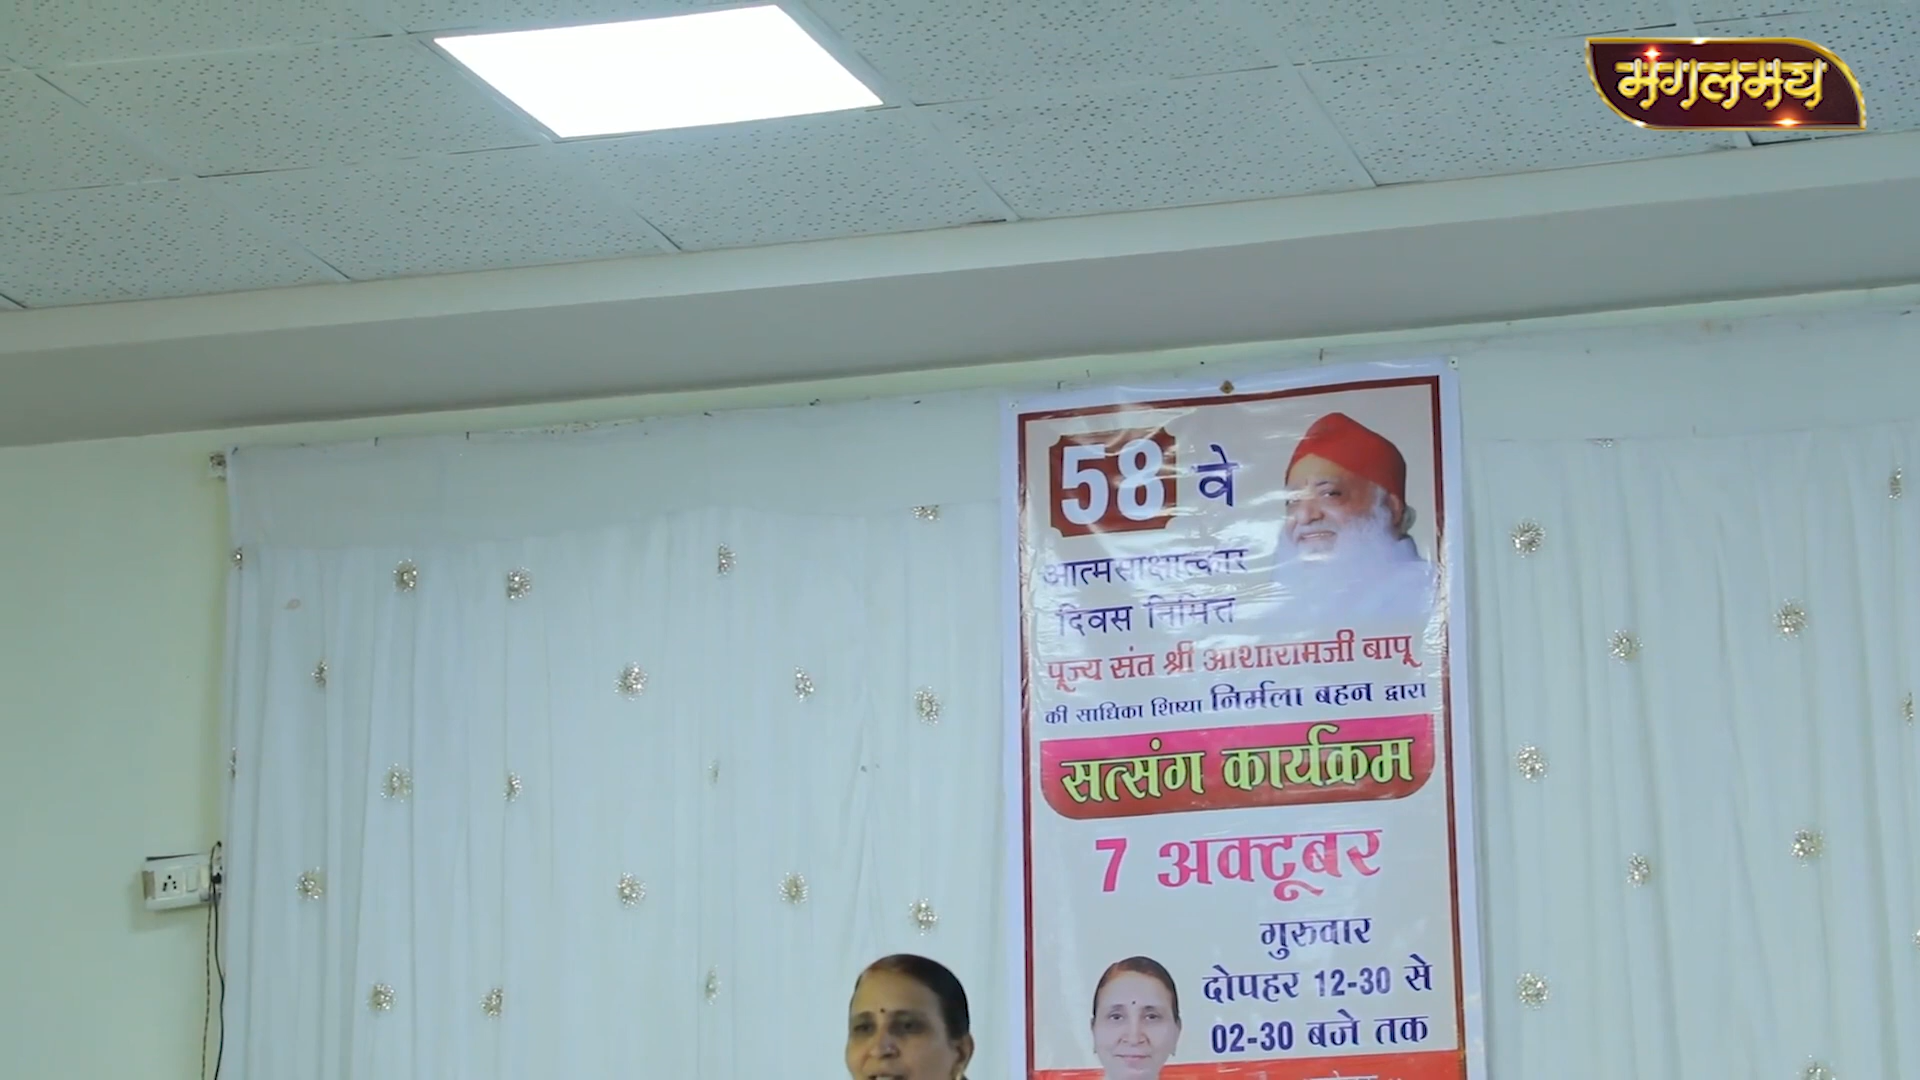 मंगलमय
58 वे
आत्मसाक्षात्कार
दिवस निमित्त
पूज्य संत श्री आशारामजी बापू
की साधिका शिष्या निर्मला बहन द्वारा
सत्संग कार्यक्रम
7 अक्टूबर
गुरुवार
दोपहर 12-30 से
02-30 बजे तक